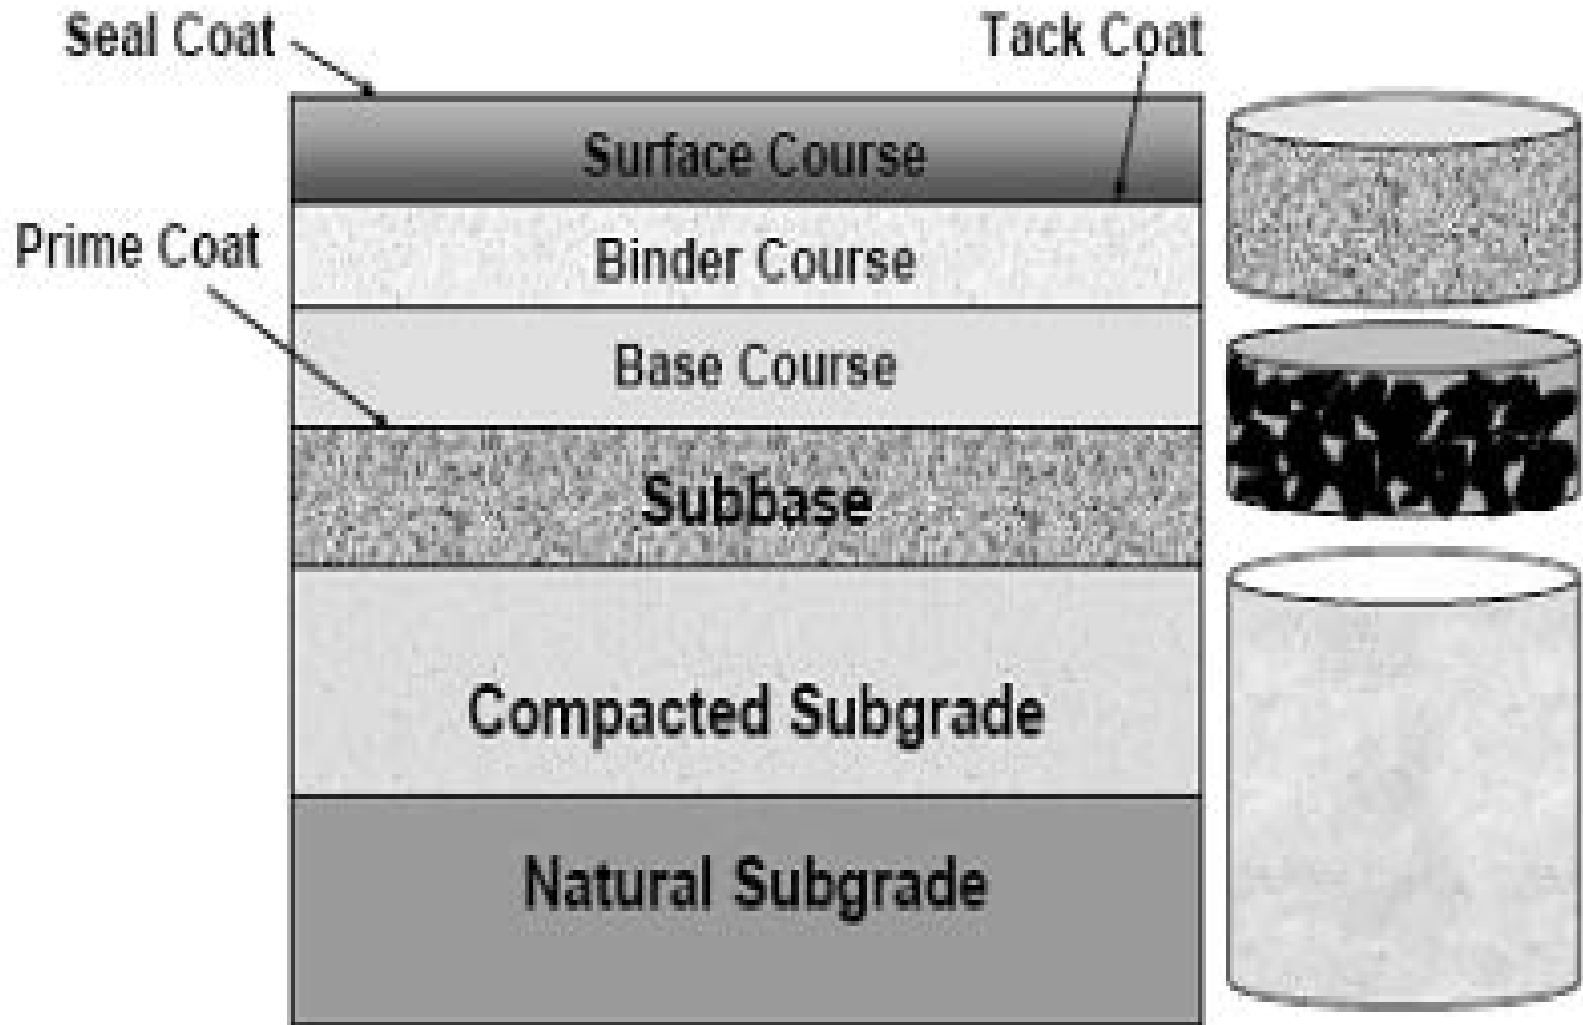 Seal Coat
Tack Coat
Surface Course
Prime Coat
Binder Course
Base Course
Subbase
Compacted Subgrade
Natural Subgrade